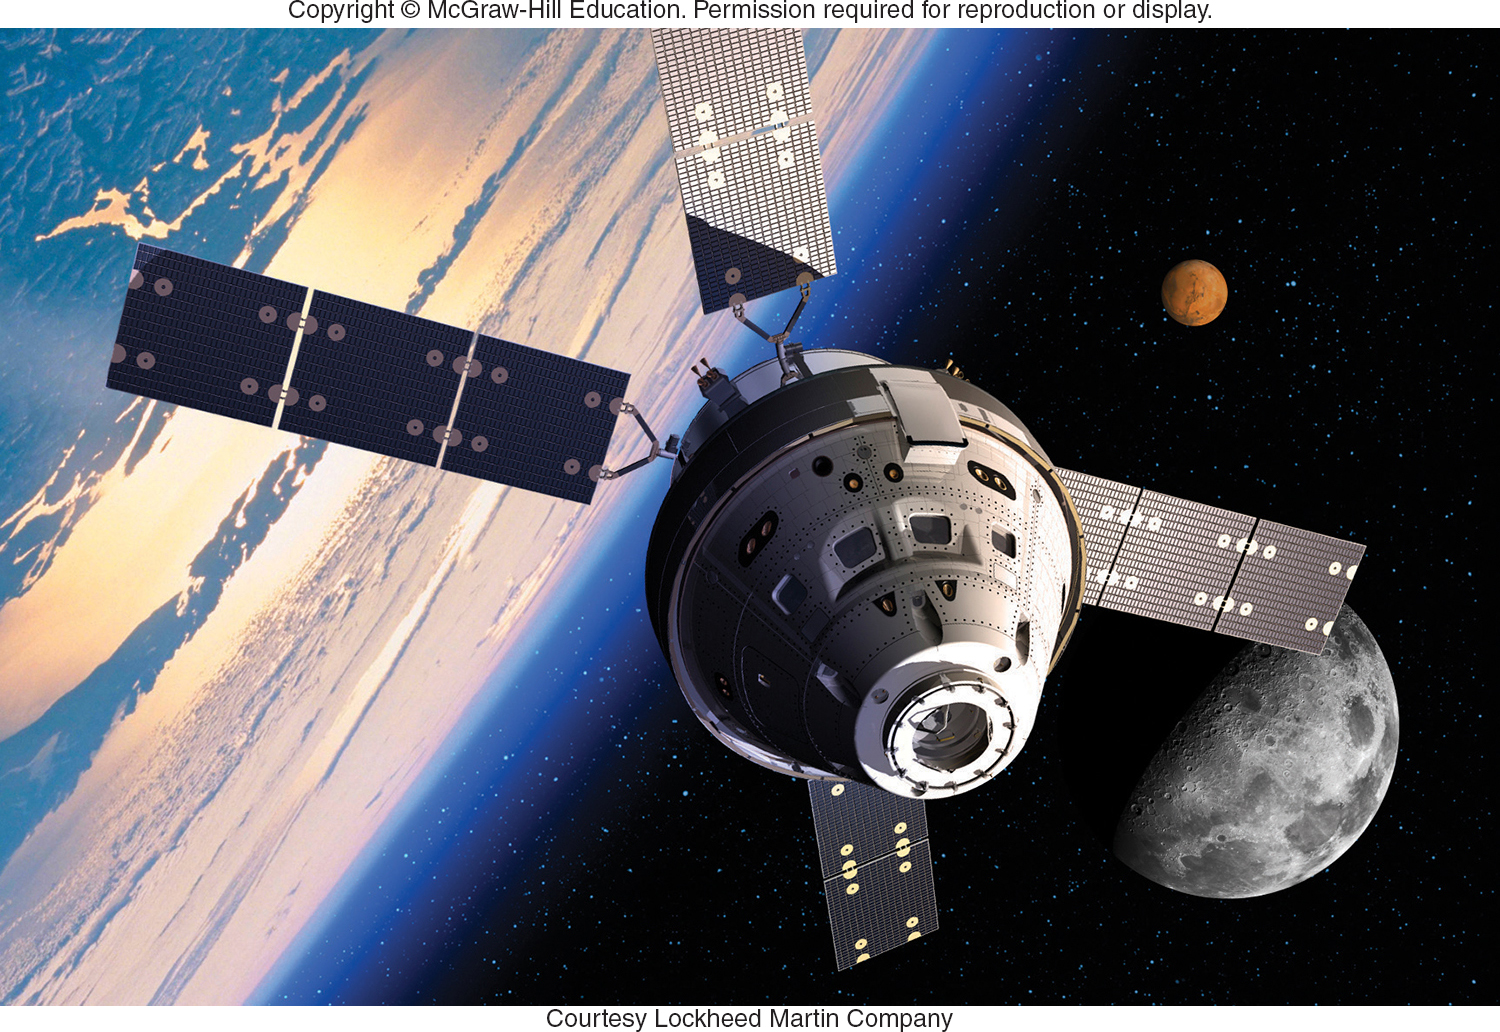 Copyright © McGraw-Hill Education. Permission required for reproduction or display.
Courtesy Lockheed Martin Company